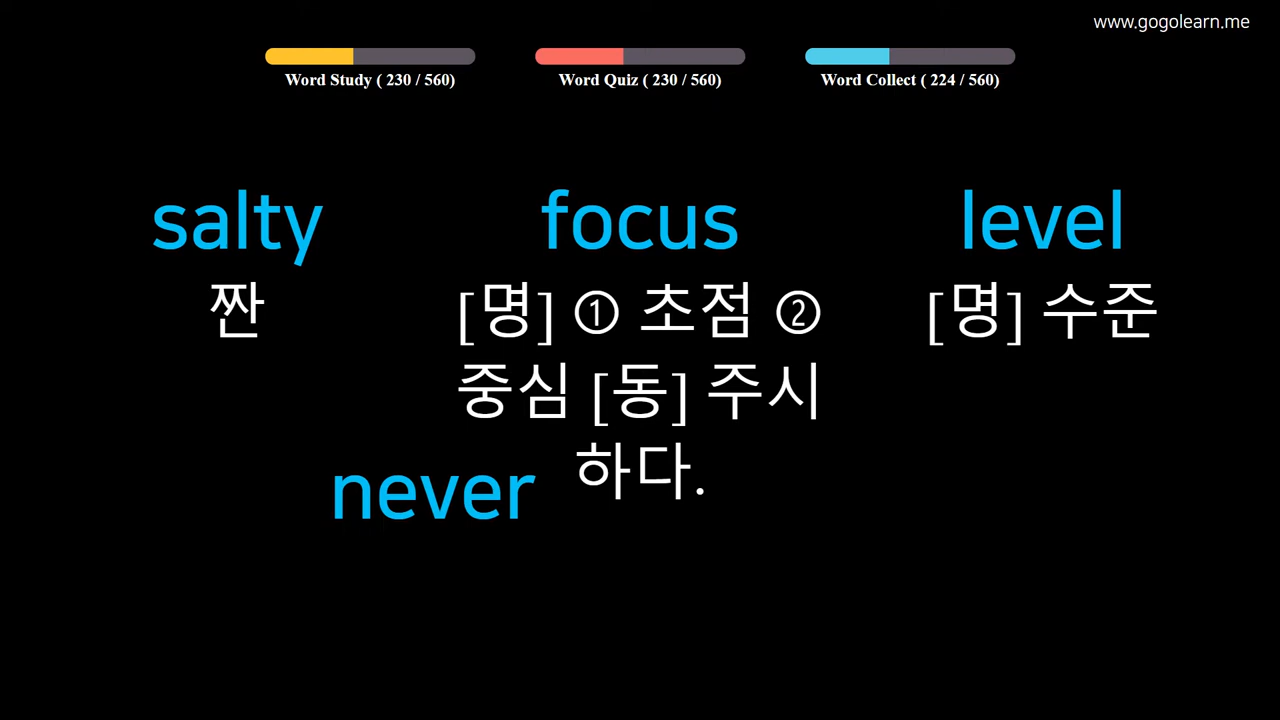 www.gogolearn.me
Word Study ( 230 / 560)
Word Quiz ( 230 / 560)
Word Collect ( 224 / 560)
salty
짠
focus
[명] ① 초점 ②
중심 [동] 주시
하다.
level
[명] 수준
never